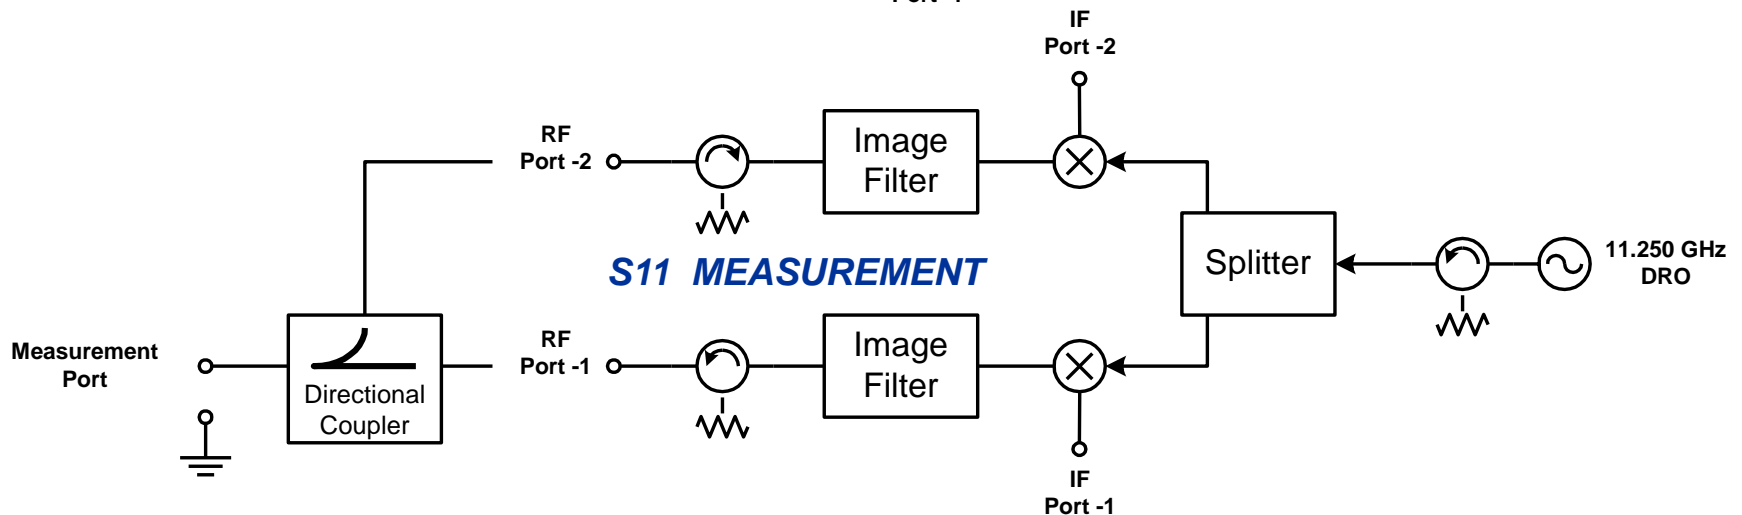 IF
Port -2
RF
Port -2
Image
Filter
S11 MEASUREMENT
Splitter
11.250 GHz
DRO
Measurement
Port
Directional
Coupler
RF
Port -1
Image
Filter
IF
Port -1